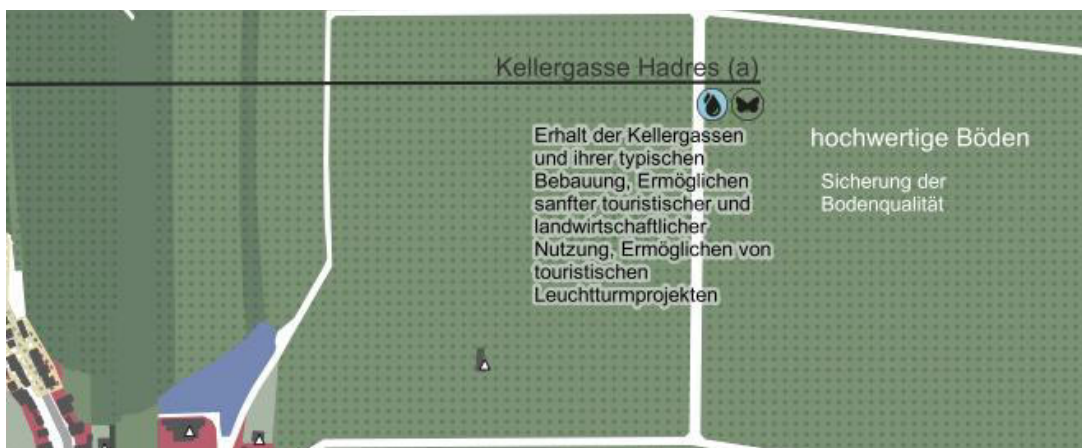 Kellergasse Hadres (a)
Erhalt der Kellergassen
und ihrer typischen
Bebauung, Ermöglichen
sanfter touristischer und
landwirtschaftlicher
Nutzung, Ermöglichen von
touristischen
Leuchtturmprojekten
hochwertige Böden
Sicherung der
Bodenqualität